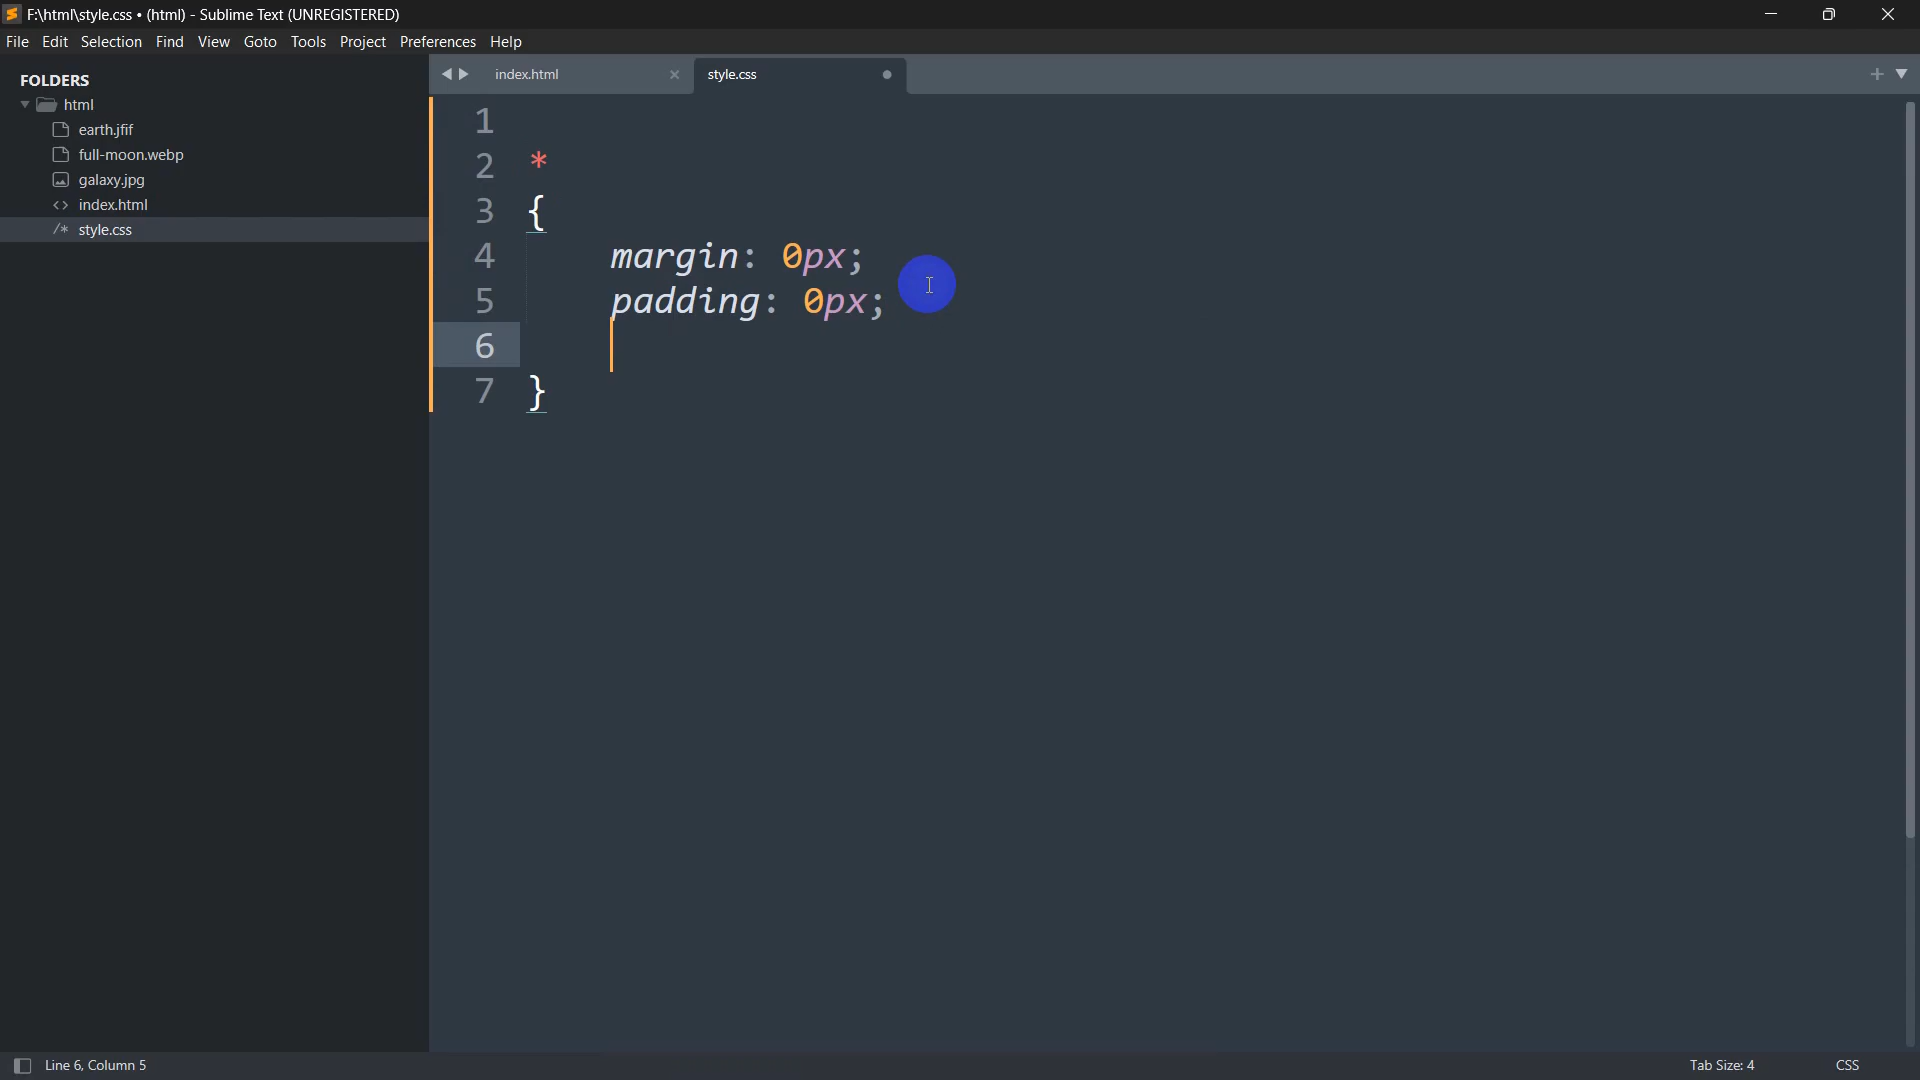 F:\html\style.css • (html) - Sublime Text (UNREGISTERED)
File Edit Selection Find View Goto Tools Project Preferences Help
FOLDERS
html
earth.jfif
full-moon.webp
galaxy.jpg
index.html
style.css
index.html
style.css
1
2 *
3 {
4 margin: 0px;
5 padding: 0px;
6
7 }
Line 6, Column 5
Tab Size: 4
CSS